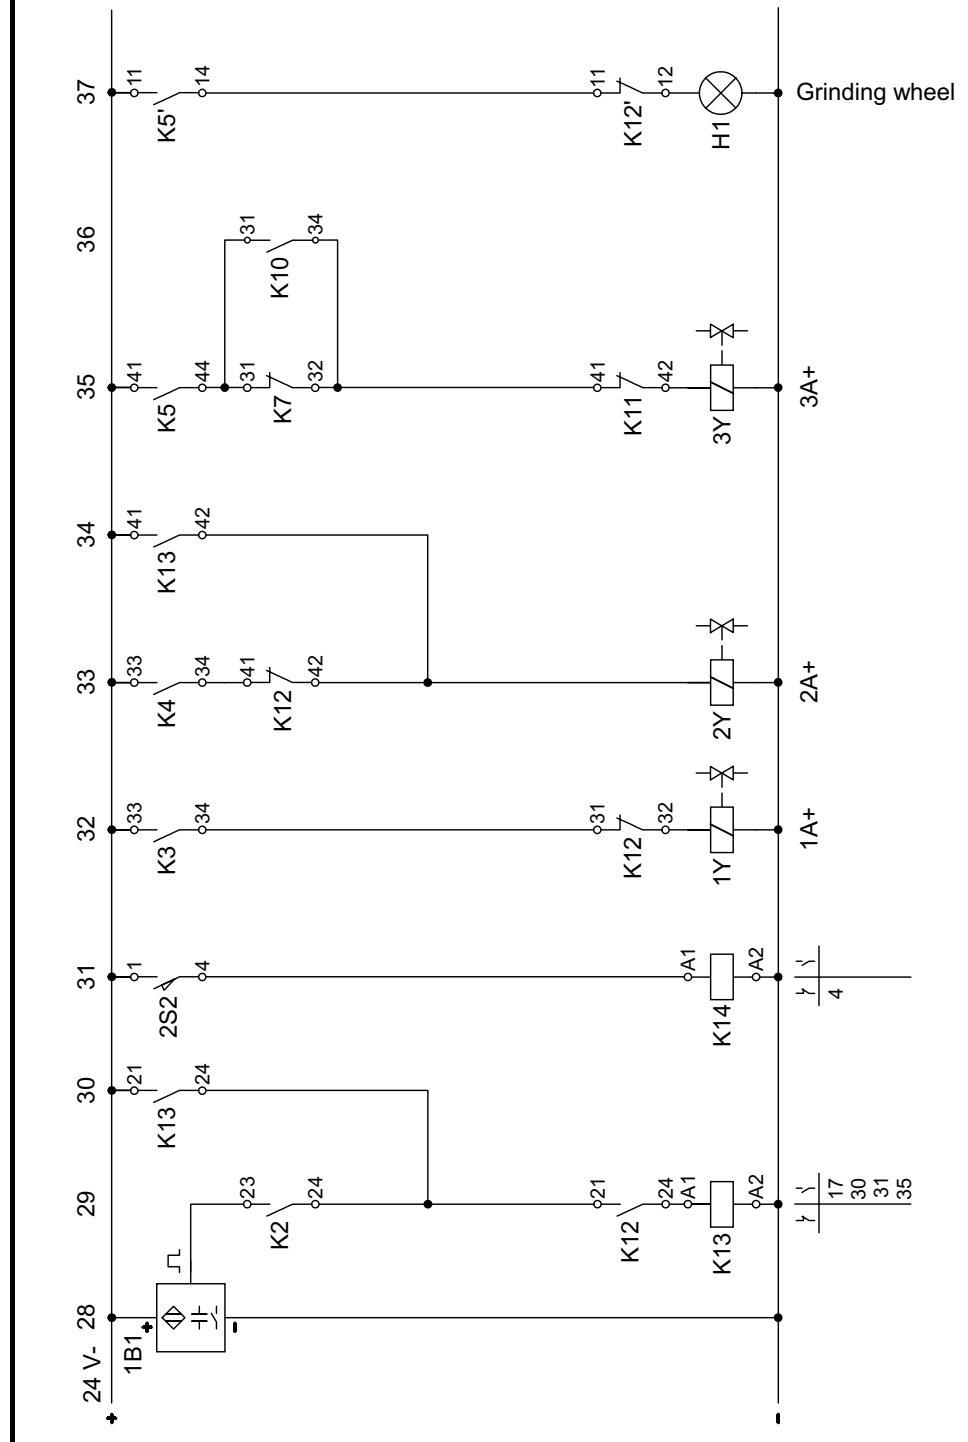 24 V-
28
29
30
31
32
33
34
35
36
37
+
1B1
+
-
23
K2
24
21
K12
24
A1
K13
A2
17
30
31
35
21
K13
24
1
2S2
4
A1
K14
A2
4
33
K3
34
31
K12
32
1Y
1A+
33
K4
34
41
K12
42
2Y
2A+
41
K13
42
41
K5
44
31
K7
32
41
K11
42
3Y
3A+
31
K10
34
11
K5'
14
11
K12'
12
H1
Grinding wheel
-